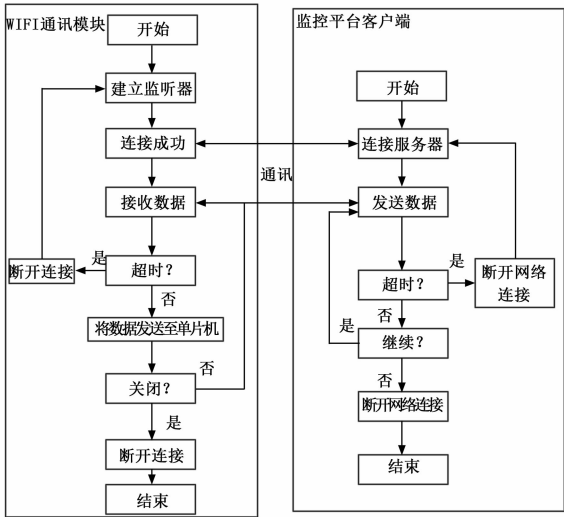 WIFI通讯模块
开始
建立监听器
连接成功
接收数据
超时？
是
断开连接
否
将数据发送至单片机
关闭？
否
是
断开连接
结束
通讯
监控平台客户端
开始
连接服务器
发送数据
超时？
是
断开网络
连接
否
继续？
是
否
断开网络连接
结束